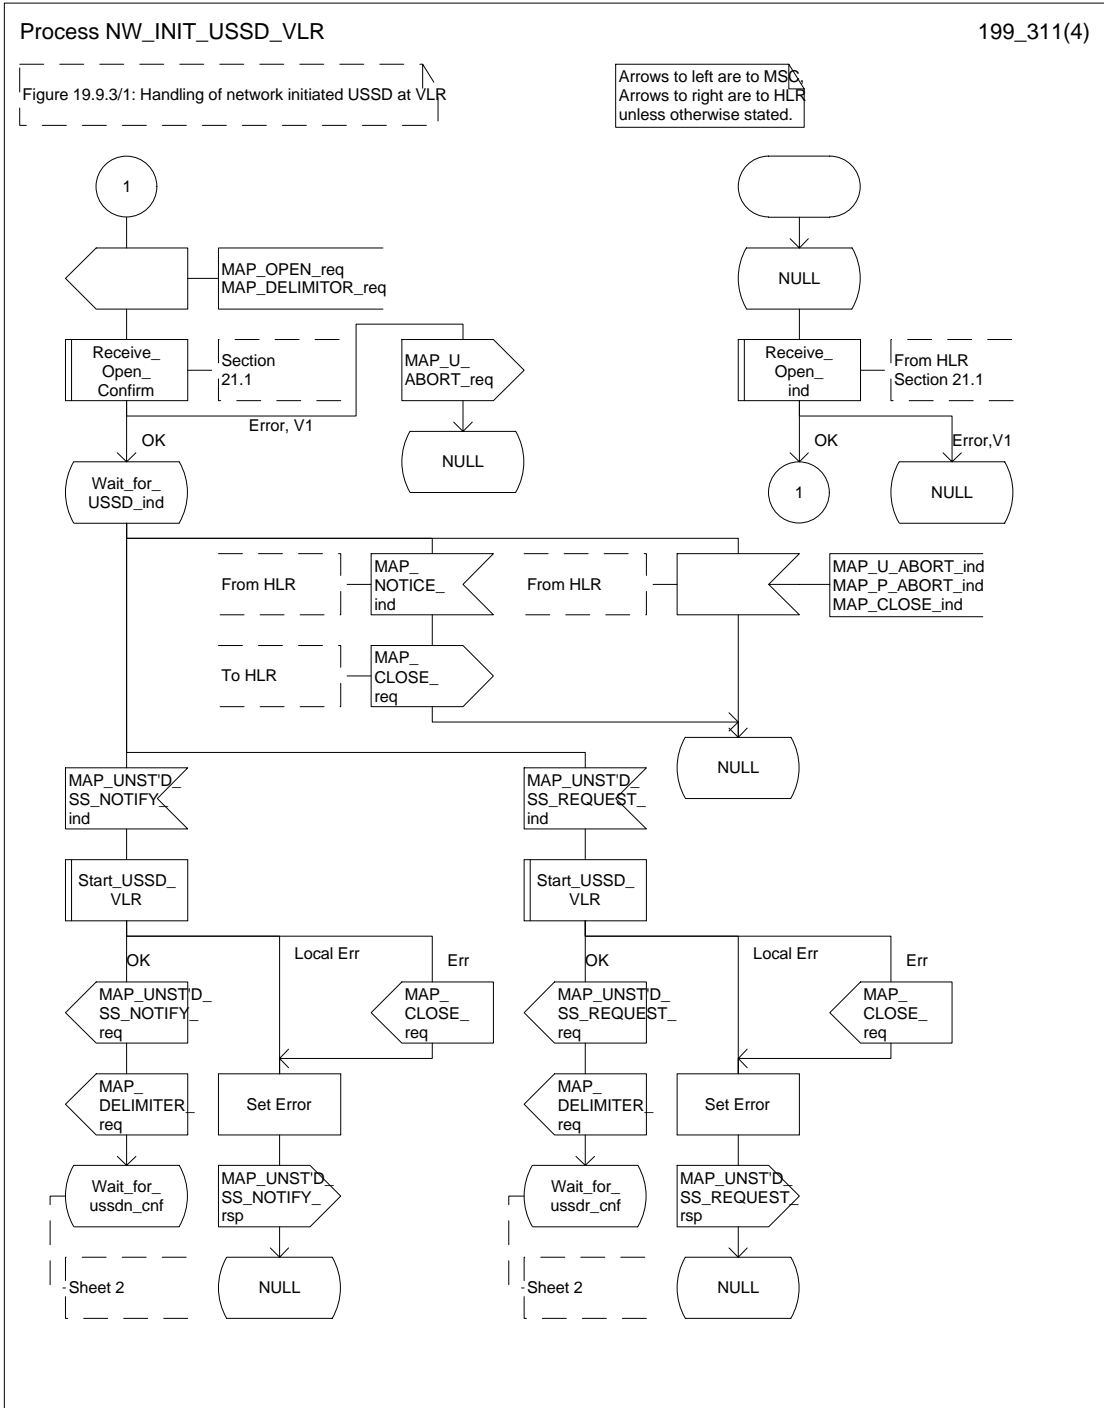 Process NW_INIT_USSD_VLR
199_311(4)
Figure 19.9.3/1: Handling of network initiated USSD at VLR
Arrows to left are to MSC,
Arrows to right are to HLR
unless otherwise stated.
1
MAP_OPEN_req
MAP_DELIMITOR_req
NULL
Receive_
Open_
Confirm
Section
21.1
MAP_U_
ABORT_req
Receive_
Open_
ind
From HLR
Section 21.1
Error, V1
OK
NULL
OK
Error,V1
Wait_for_
USSD_ind
1
NULL
From HLR
MAP_
NOTICE_
ind
From HLR
MAP_U_ABORT_ind
MAP_P_ABORT_ind
MAP_CLOSE_ind
To HLR
MAP_
CLOSE_
req
NULL
MAP_UNST'D_
SS_NOTIFY_
ind
MAP_UNST'D_
SS_REQUEST_
ind
Start_USSD_
VLR
Start_USSD_
VLR
OK
Local Err
Err
OK
Local Err
Err
MAP_UNST'D_
SS_NOTIFY_
req
MAP_
CLOSE_
req
MAP_UNST'D_
SS_REQUEST_
req
MAP_
CLOSE_
req
MAP_
DELIMITER_
req
Set Error
MAP_
DELIMITER_
req
Set Error
Wait_for_
ussdn_cnf
MAP_UNST'D_
SS_NOTIFY_
rsp
Wait_for_
ussdr_cnf
MAP_UNST'D_
SS_REQUEST_
rsp
Sheet 2
NULL
Sheet 2
NULL